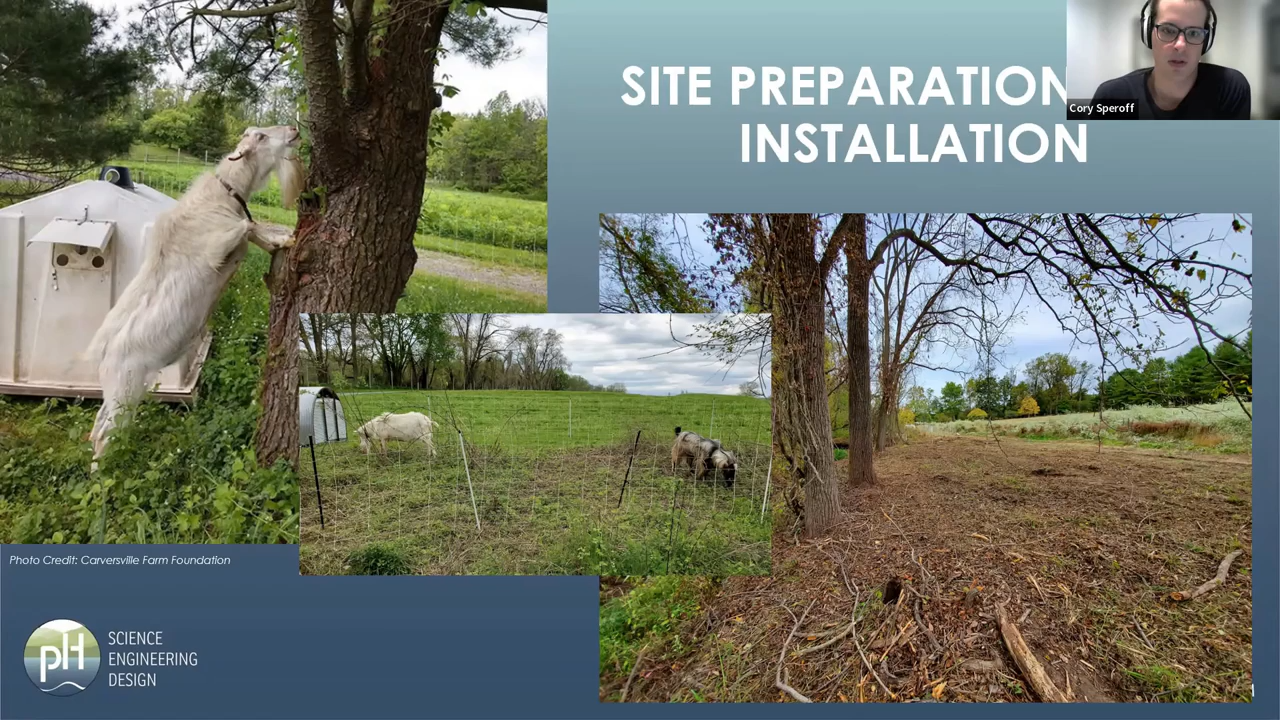 SITE PREPARATION
INSTALLATION
Cory Speroff
Photo Credit: Carversville Farm Foundation
pH
SCIENCE
ENGINEERING
DESIGN